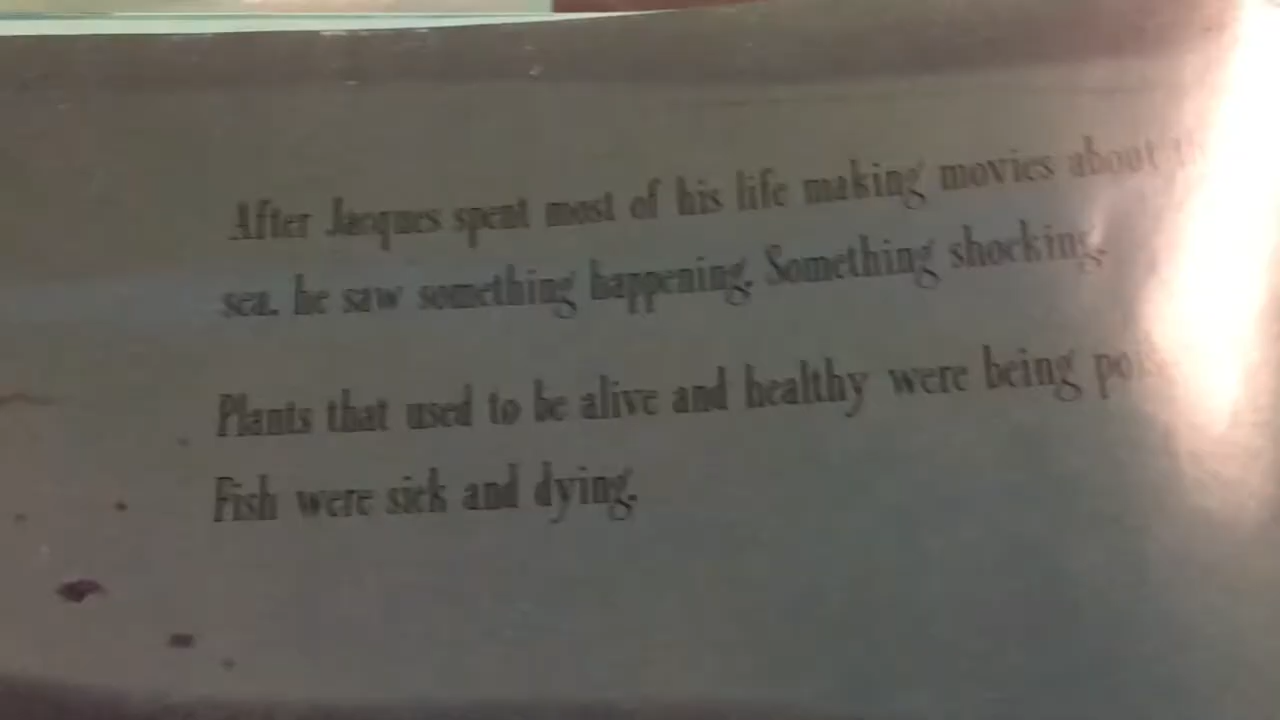 After Jacques spent most of his life making movies about
sea, he saw something happening. Something shocking.
Plants that used to be alive and healthy were being
Fish were sick and dying.